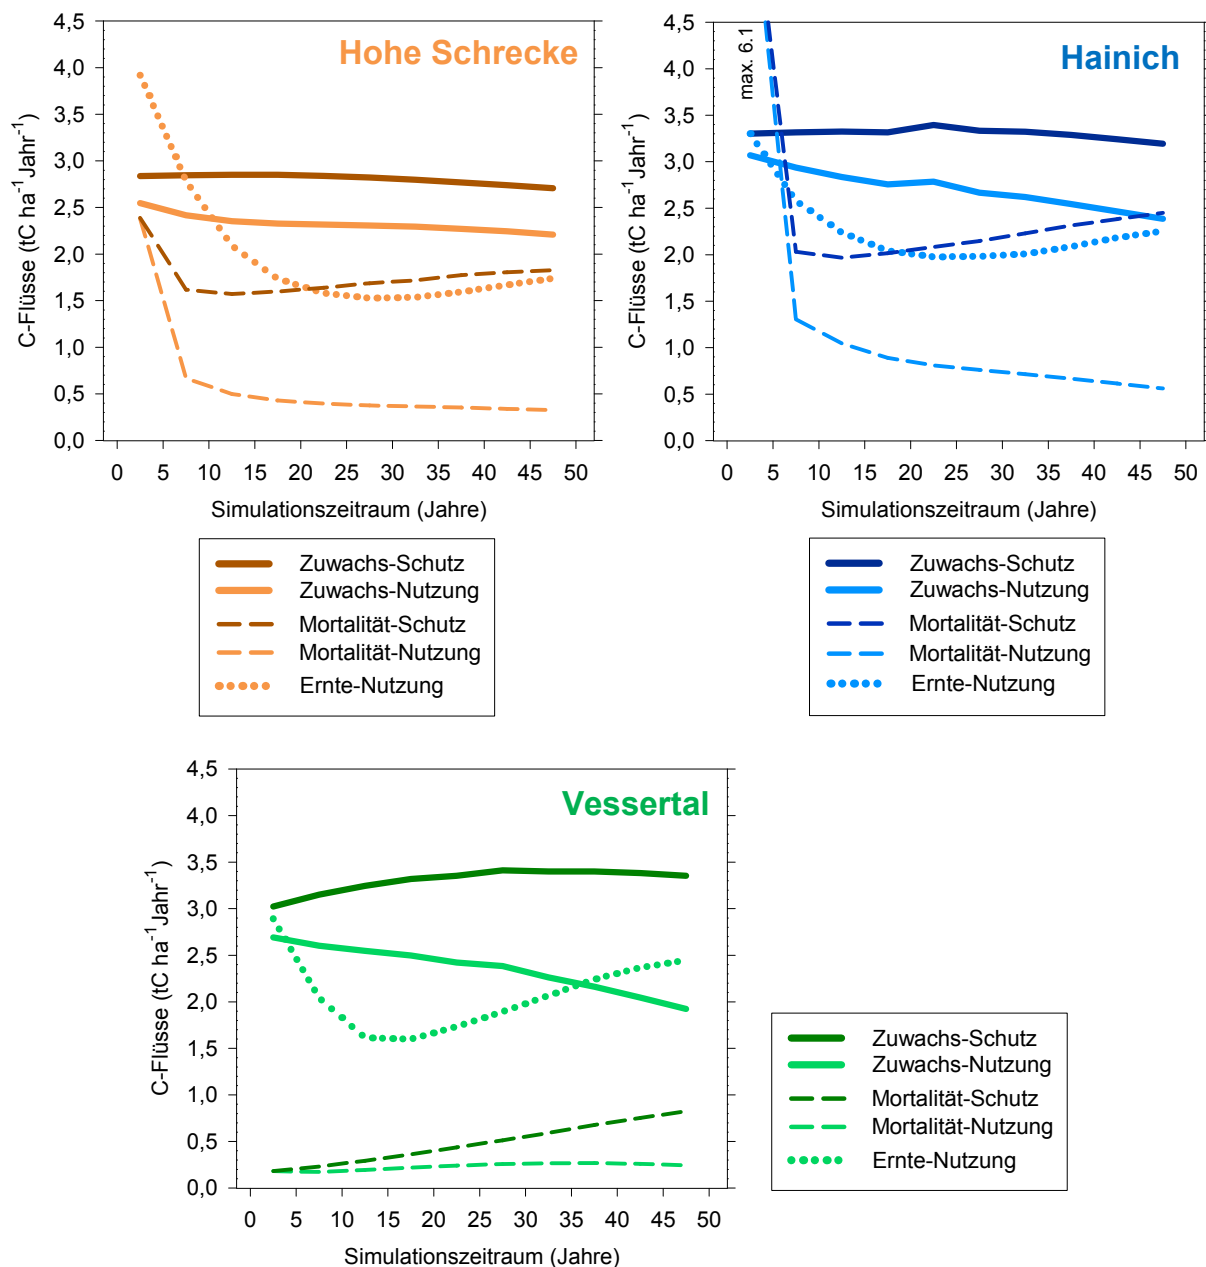 Hohe Schrecke
4,5
4,0
3,5
3,0
2,5
2,0
1,5
1,0
0,5
0,0
C-Flüsse (tC ha⁻¹Jahr⁻¹)
0 5 10 15 20 25 30 35 40 45 50
Simulationszeitraum (Jahre)
Zuwachs-Schutz
Zuwachs-Nutzung
Mortalität-Schutz
Mortalität-Nutzung
Ernte-Nutzung
Hainich
max. 6.1
4,5
4,0
3,5
3,0
2,5
2,0
1,5
1,0
0,5
0,0
C-Flüsse (tC ha⁻¹Jahr⁻¹)
0 5 10 15 20 25 30 35 40 45 50
Simulationszeitraum (Jahre)
Zuwachs-Schutz
Zuwachs-Nutzung
Mortalität-Schutz
Mortalität-Nutzung
Ernte-Nutzung
Vessertal
4,5
4,0
3,5
3,0
2,5
2,0
1,5
1,0
0,5
0,0
C-Flüsse (tC ha⁻¹Jahr⁻¹)
0 5 10 15 20 25 30 35 40 45 50
Simulationszeitraum (Jahre)
Zuwachs-Schutz
Zuwachs-Nutzung
Mortalität-Schutz
Mortalität-Nutzung
Ernte-Nutzung